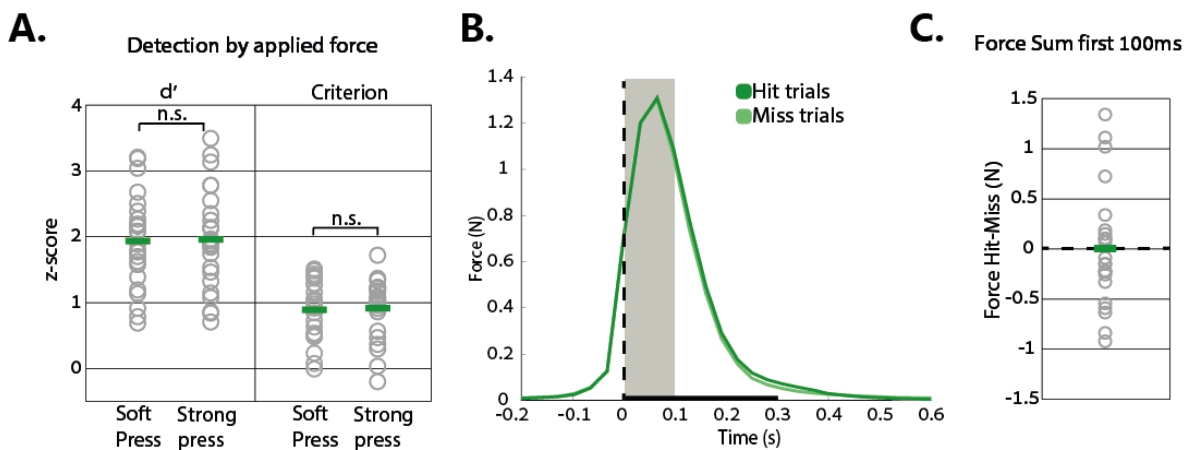 A.
Detection by applied force
d'
Criterion
n.s.
n.s.
z-score
4
3
2
1
0
Soft Press
Strong press
Soft Press
Strong press
B.
Hit trials
Miss trials
Force (N)
1.4
1.2
1
0.8
0.6
0.4
0.2
0
-0.2
-0.1
0
0.1
0.2
0.3
0.4
0.5
0.6
Time (s)
C.
Force Sum first 100ms
Force Hit-Miss (N)
1.5
1
0.5
0
-0.5
-1
-1.5